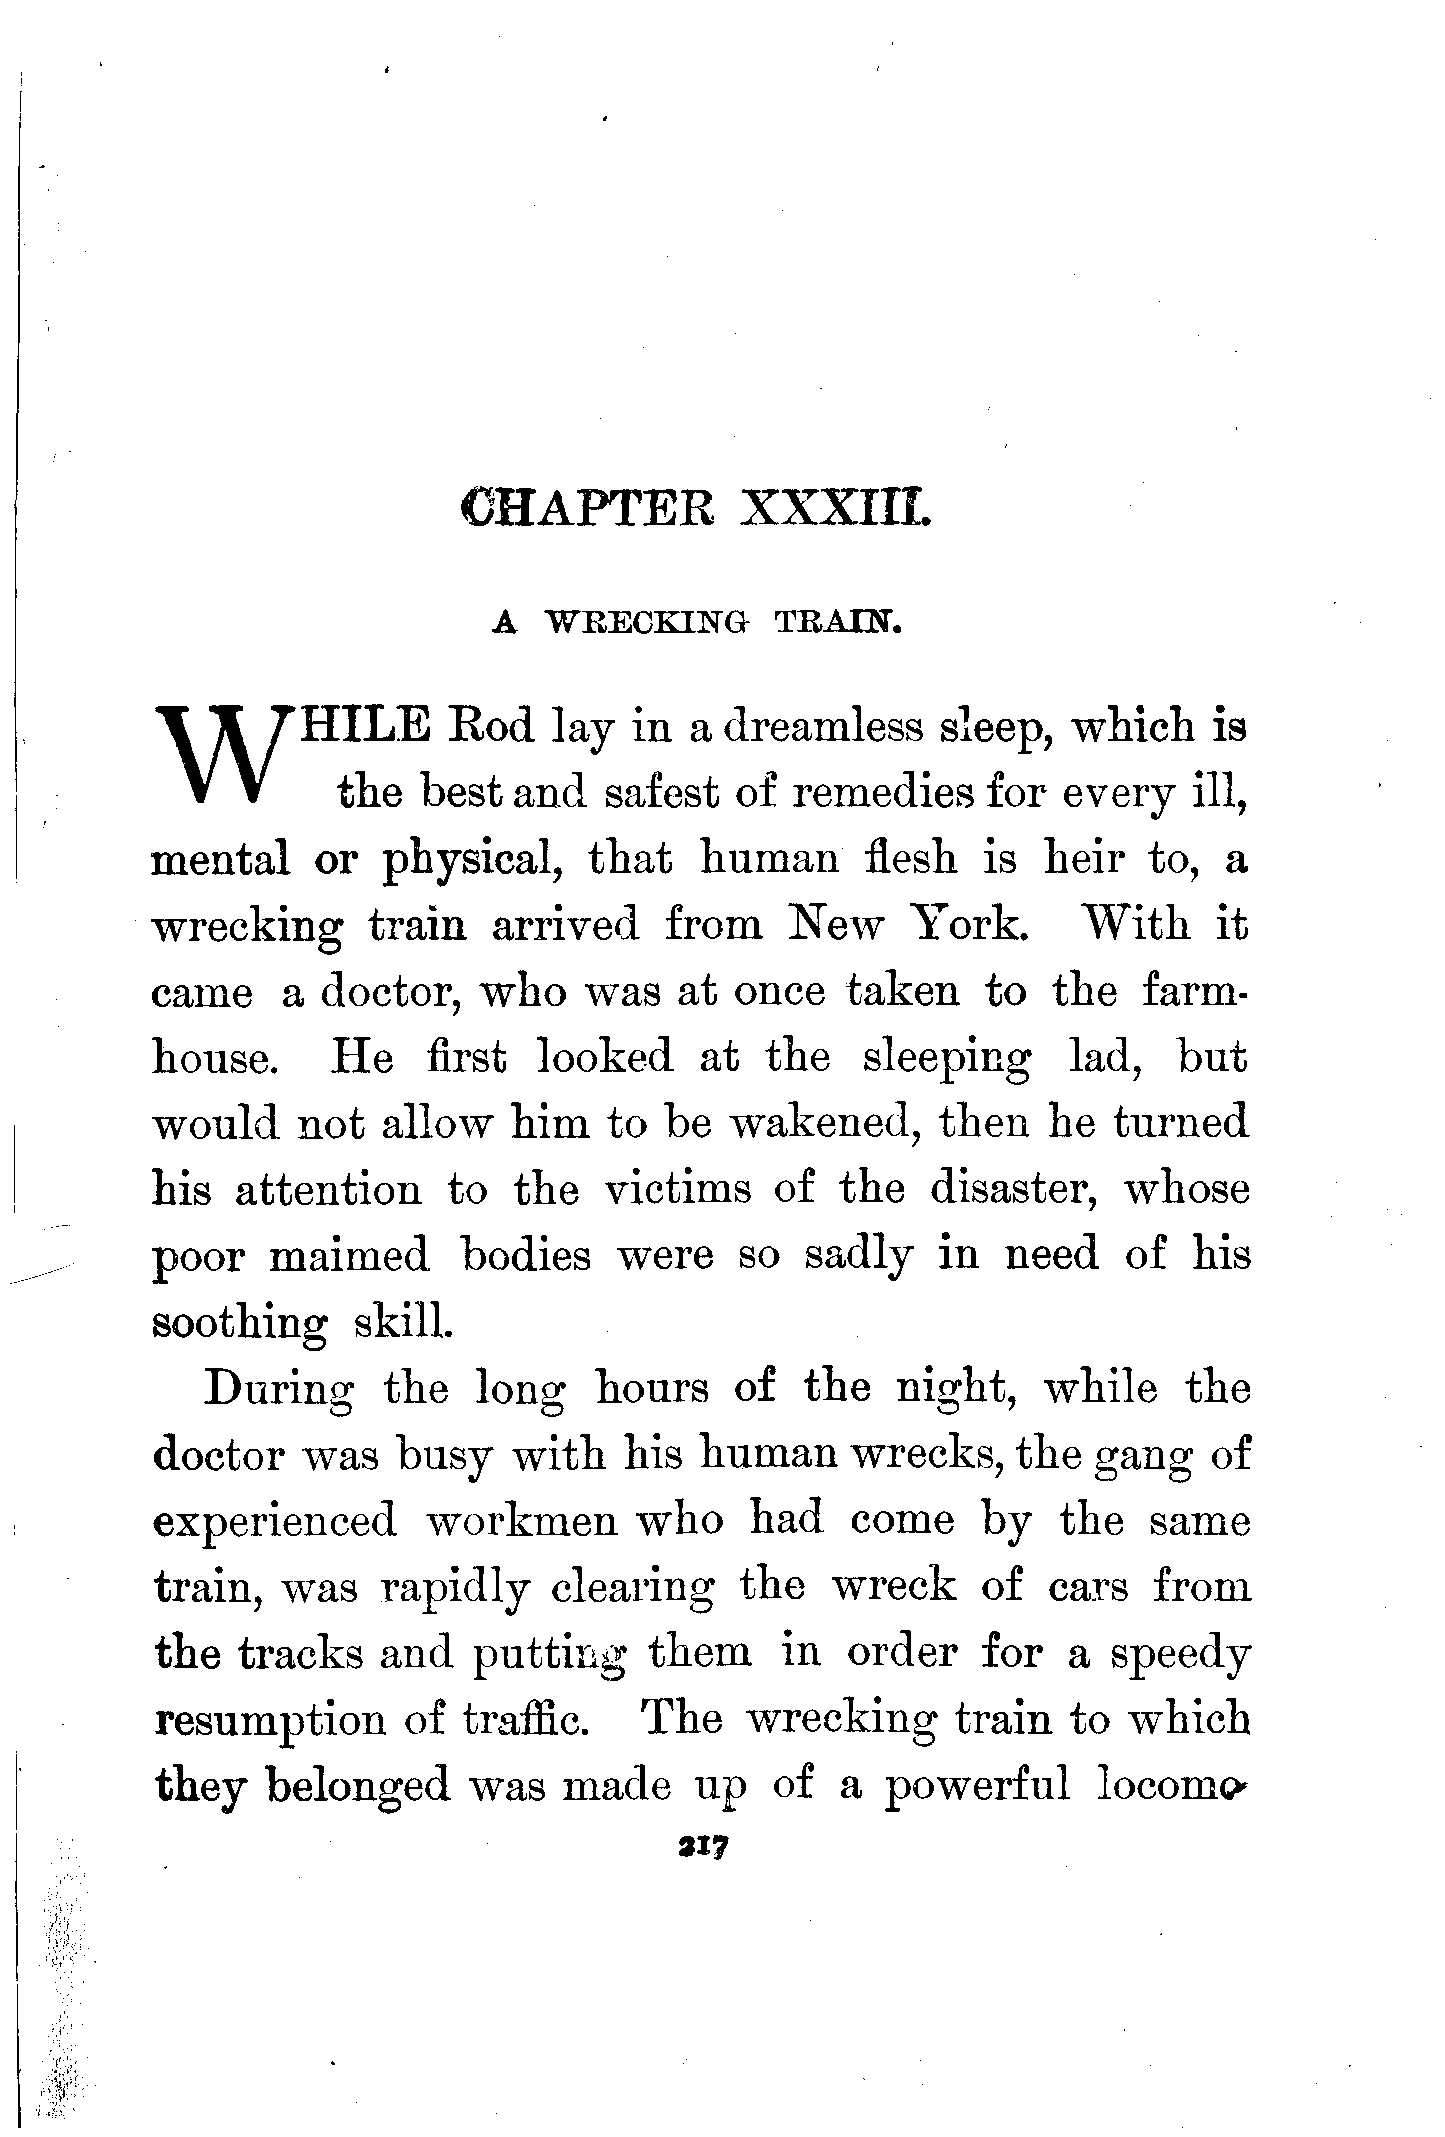 CHAPTER XXXIII.
A WRECKING TRAIN.
WHILE Rod lay in a dreamless sleep, which is
the best and safest of remedies for every ill,
mental or physical, that human flesh is heir to, a
wrecking train arrived from New York. With it
came a doctor, who was at once taken to the farm-
house. He first looked at the sleeping lad, but
would not allow him to be wakened, then he turned
his attention to the victims of the disaster, whose
poor maimed bodies were so sadly in need of his
soothing skill.
During the long hours of the night, while the
doctor was busy with his human wrecks, the gang of
experienced workmen who had come by the same
train, was rapidly clearing the wreck of cars from
the tracks and putting them in order for a speedy
resumption of traffic. The wrecking train to which
they belonged was made up of a powerful locomo-
217